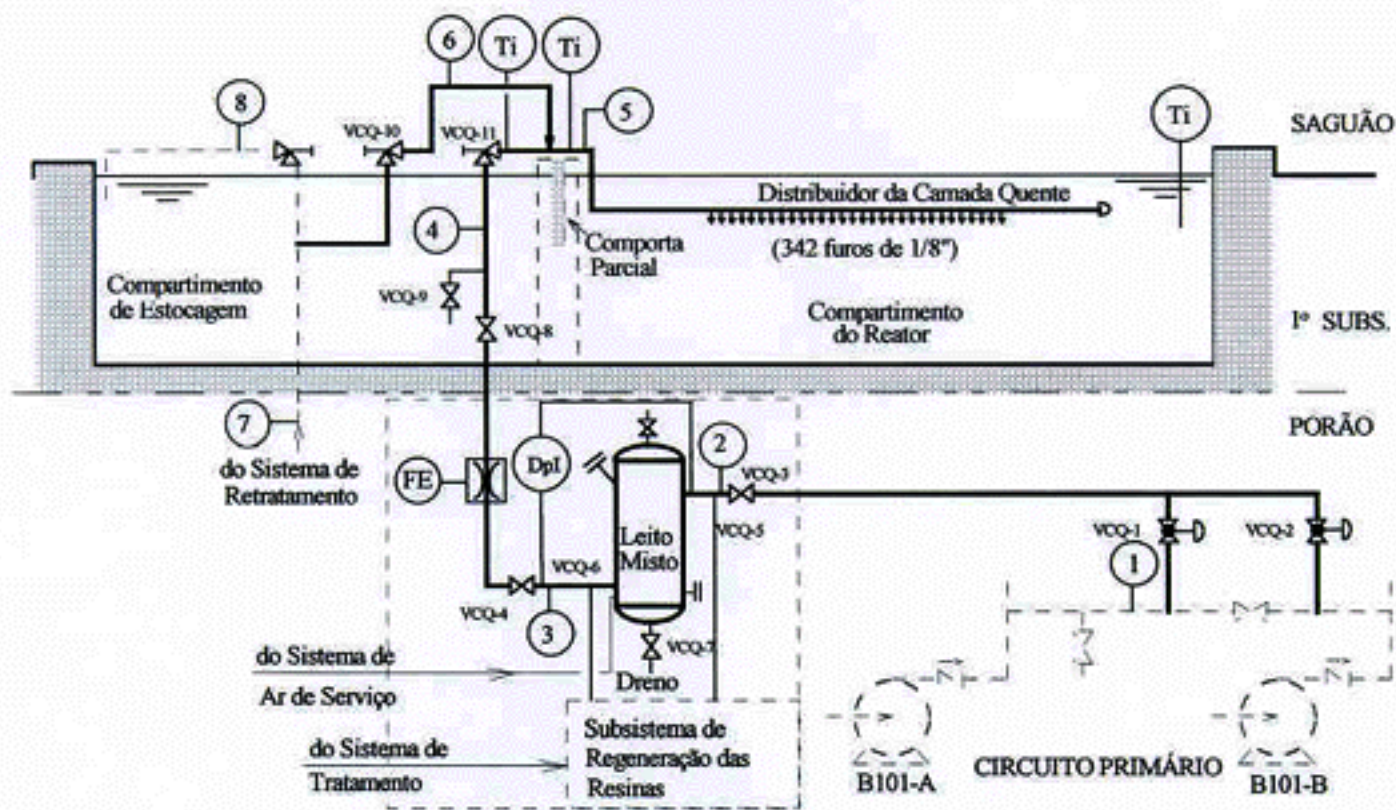 6
Ti
Ti
8
VCQ-10
VCQ-11
5
Ti
SAGUÃO
Distribuidor da Camada Quente
4
Comporta
Parcial
(342 furos de 1/8")
Compartimento
de Estocagem
VCQ-9
VCQ-8
Compartimento
do Reator
1º SUBS.
7
do Sistema de
Retratamento
FE
DpI
2
VCQ-3
PORÃO
Leito
Misto
VCQ-5
VCQ-1
VCQ-2
VCQ-6
1
VCQ-4
3
VCQ-7
do Sistema de
Ar de Serviço
Dreno
Subsistema de
Regeneração das
Resinas
do Sistema de
Tratamento
B101-A
CIRCUITO PRIMÁRIO
B101-B